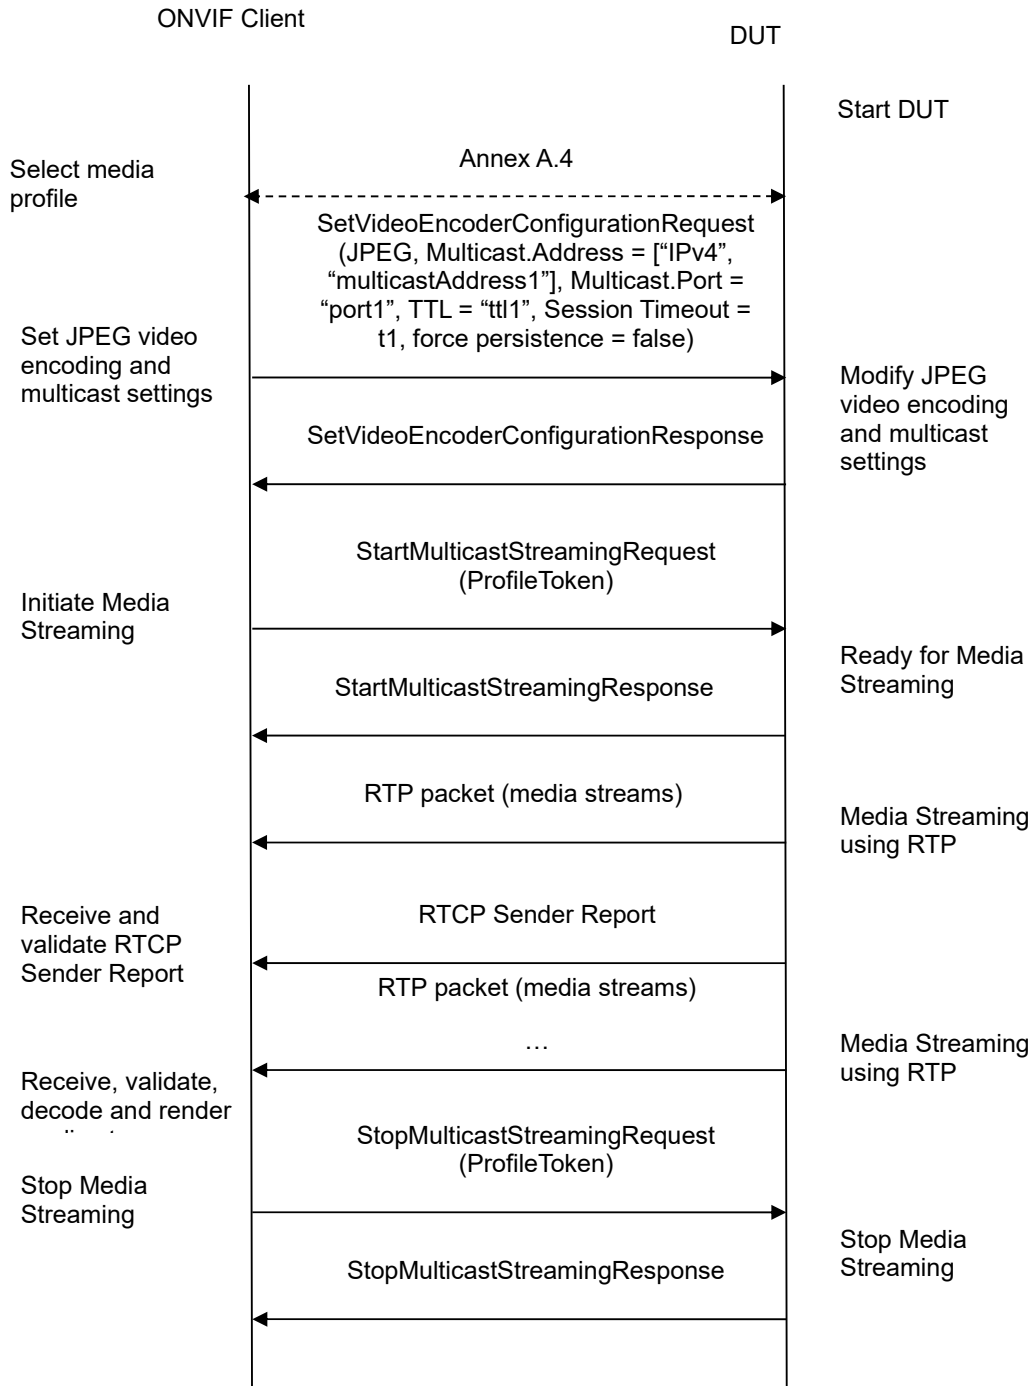 ONVIF Client
DUT
Start DUT
Annex A.4
Select media
profile
SetVideoEncoderConfigurationRequest
(JPEG, Multicast.Address = [“IPv4”,
“multicastAddress1”], Multicast.Port =
“port1”, TTL = “ttl1”, Session Timeout =
t1, force persistence = false)
Set JPEG video
encoding and
multicast settings
Modify JPEG
video encoding
and multicast
settings
SetVideoEncoderConfigurationResponse
StartMulticastStreamingRequest
(ProfileToken)
Initiate Media
Streaming
Ready for Media
Streaming
StartMulticastStreamingResponse
RTP packet (media streams)
Media Streaming
using RTP
RTCP Sender Report
Receive and
validate RTCP
Sender Report
RTP packet (media streams)
…
Media Streaming
using RTP
Receive, validate,
decode and render
StopMulticastStreamingRequest
(ProfileToken)
Stop Media
Streaming
Stop Media
Streaming
StopMulticastStreamingResponse